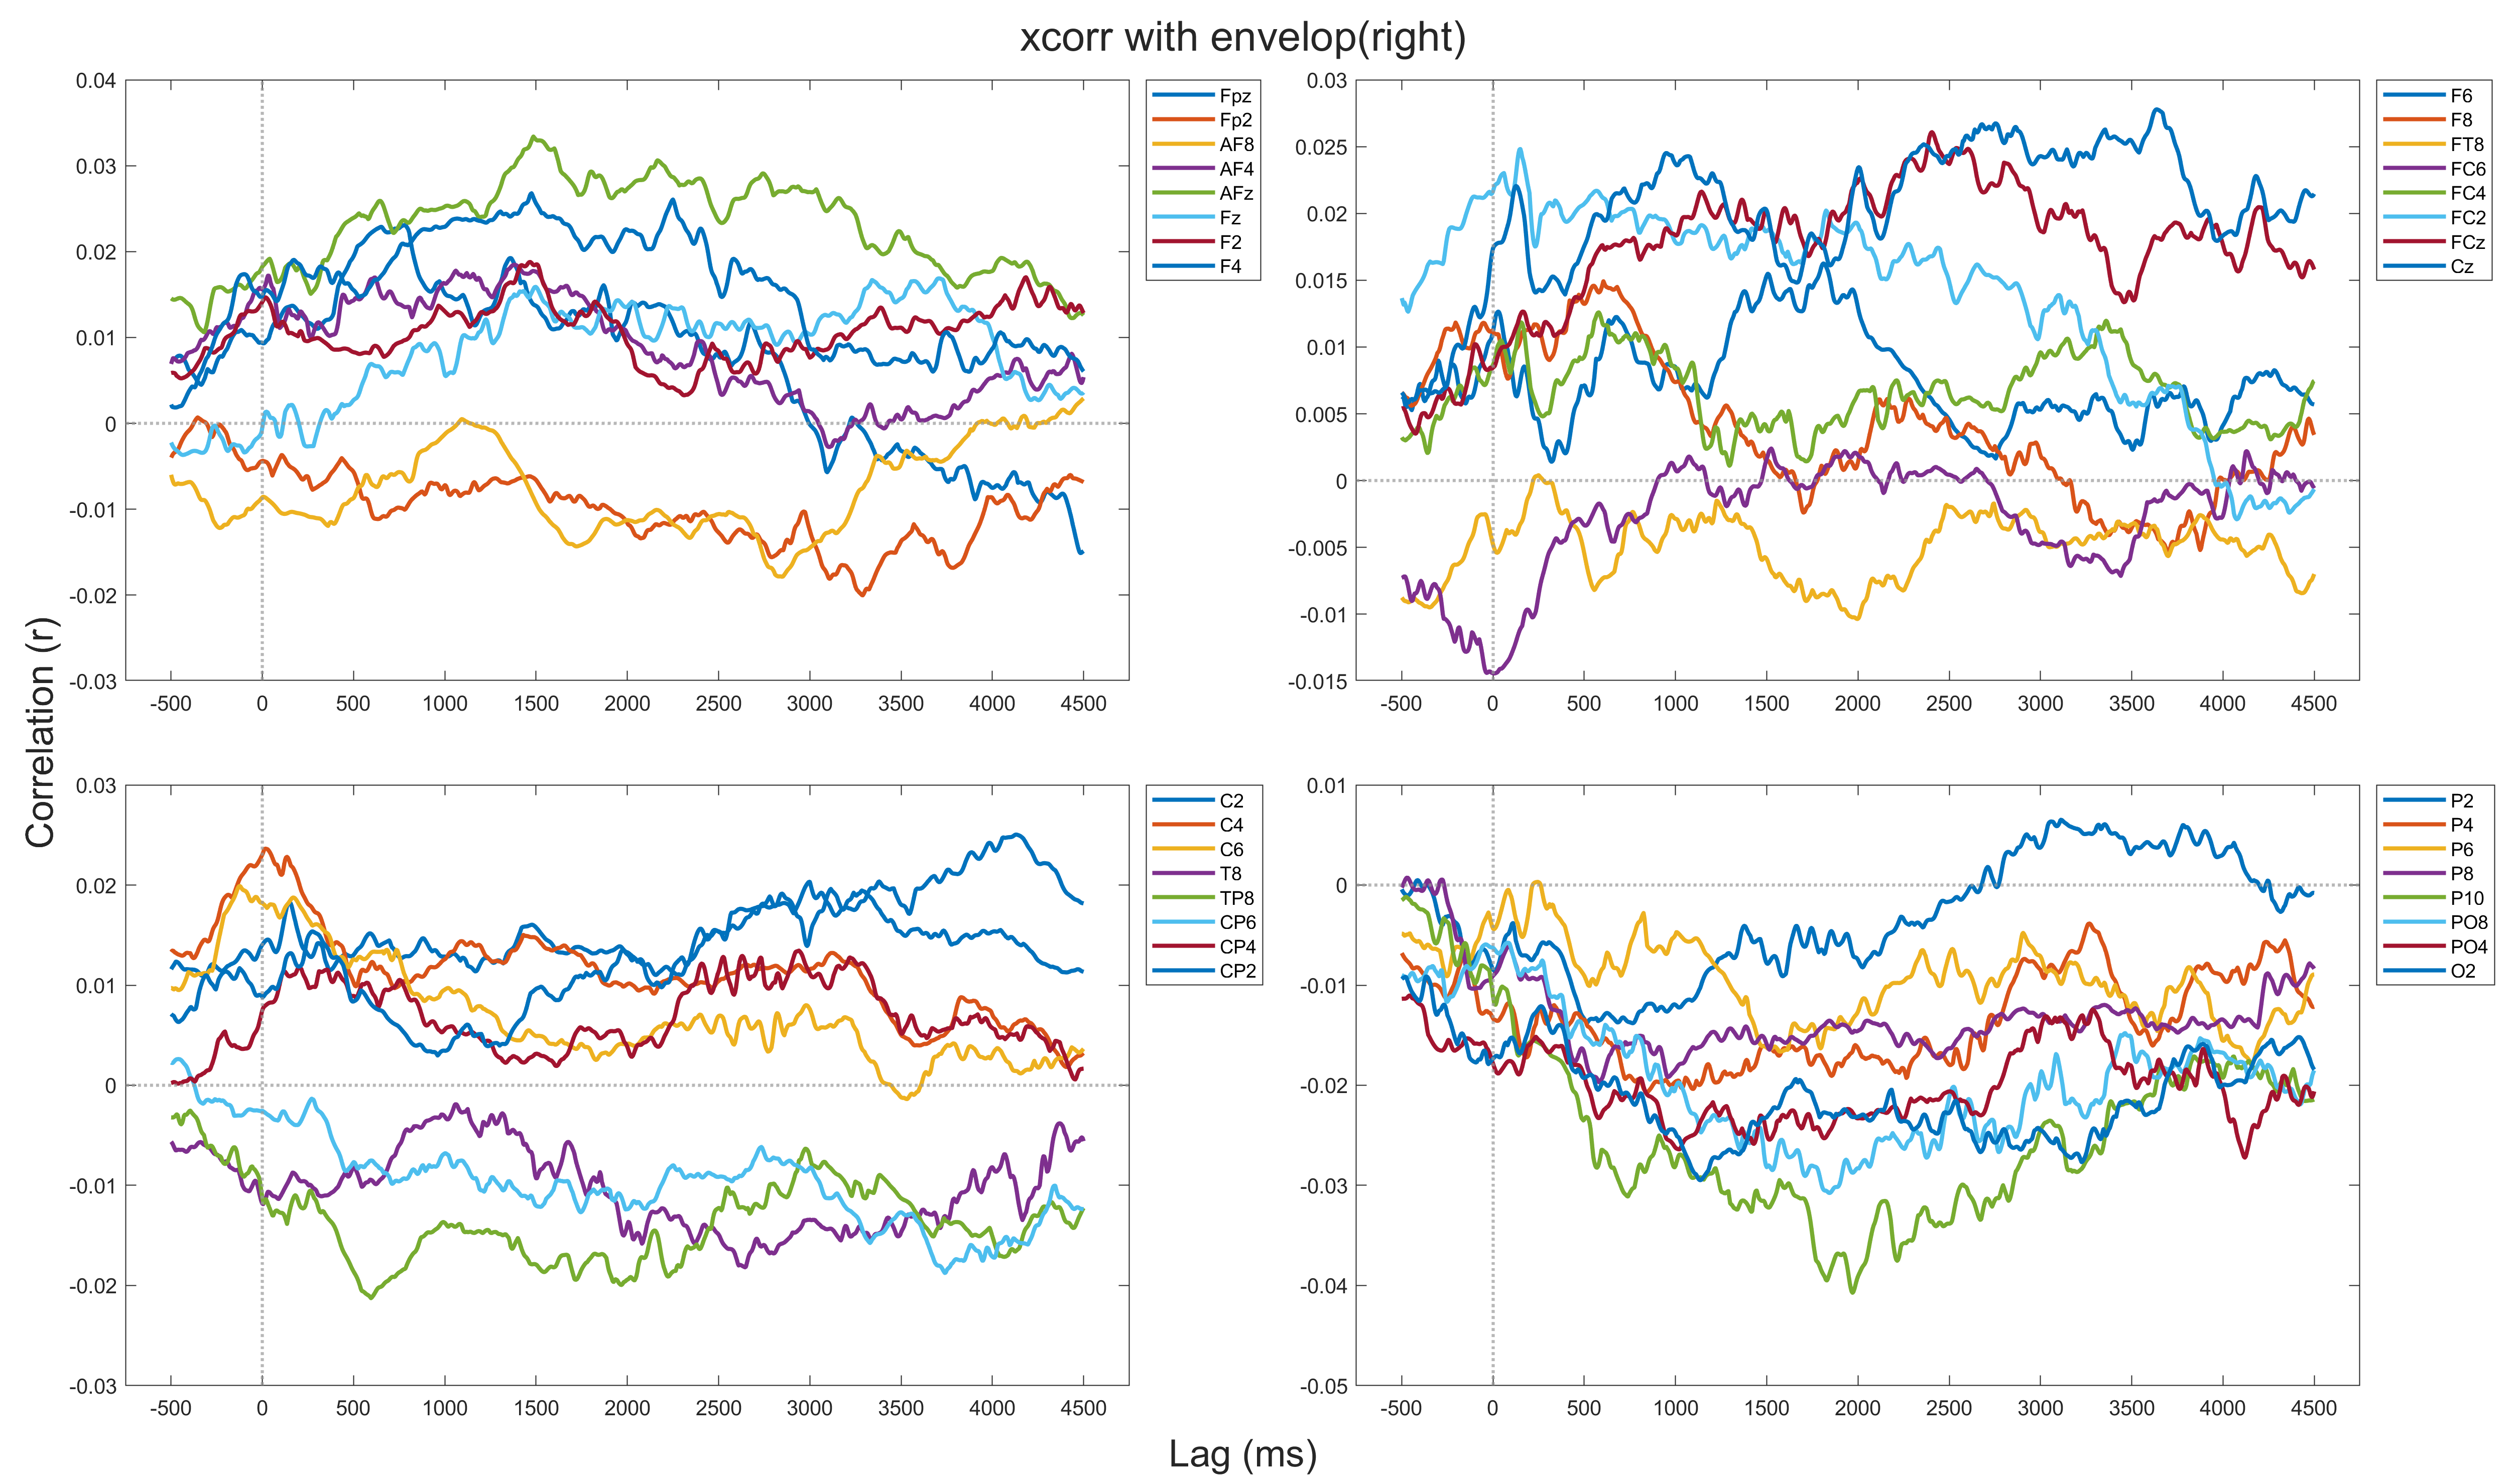 xcorr with envelop(right)
Correlation (r)
0.04
0.03
0.02
0.01
0
-0.01
-0.02
-0.03
-500 0 500 1000 1500 2000 2500 3000 3500 4000 4500
Fpz
Fp2
AF8
AF4
AFz
Fz
F2
F4
0.03
0.025
0.02
0.015
0.01
0.005
0
-0.005
-0.01
-0.015
-500 0 500 1000 1500 2000 2500 3000 3500 4000 4500
F6
F8
FT8
FC6
FC4
FC2
FCz
Cz
0.03
0.02
0.01
0
-0.01
-0.02
-0.03
-500 0 500 1000 1500 2000 2500 3000 3500 4000 4500
C2
C4
C6
T8
TP8
CP6
CP4
CP2
0.01
0
-0.01
-0.02
-0.03
-0.04
-0.05
-500 0 500 1000 1500 2000 2500 3000 3500 4000 4500
P2
P4
P6
P8
P10
PO8
PO4
O2
Lag (ms)